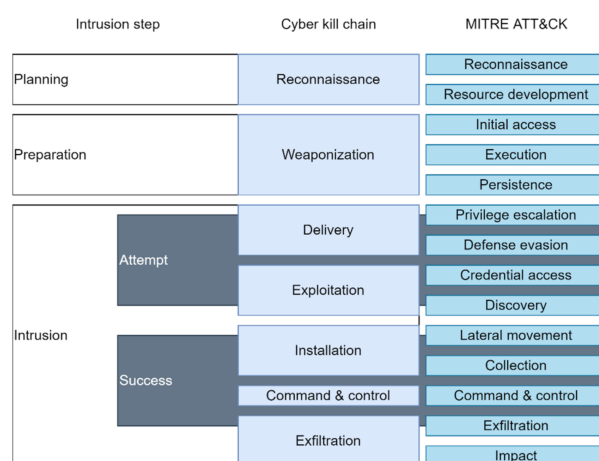 Intrusion step Cyber kill chain MITRE ATT&CK
Planning
Reconnaissance
Reconnaissance
Resource development
Preparation
Weaponization
Initial access
Execution
Persistence
Intrusion
Attempt
Delivery
Exploitation
Privilege escalation
Defense evasion
Credential access
Discovery
Success
Installation
Command & control
Exfiltration
Lateral movement
Collection
Command & control
Exfiltration
Impact